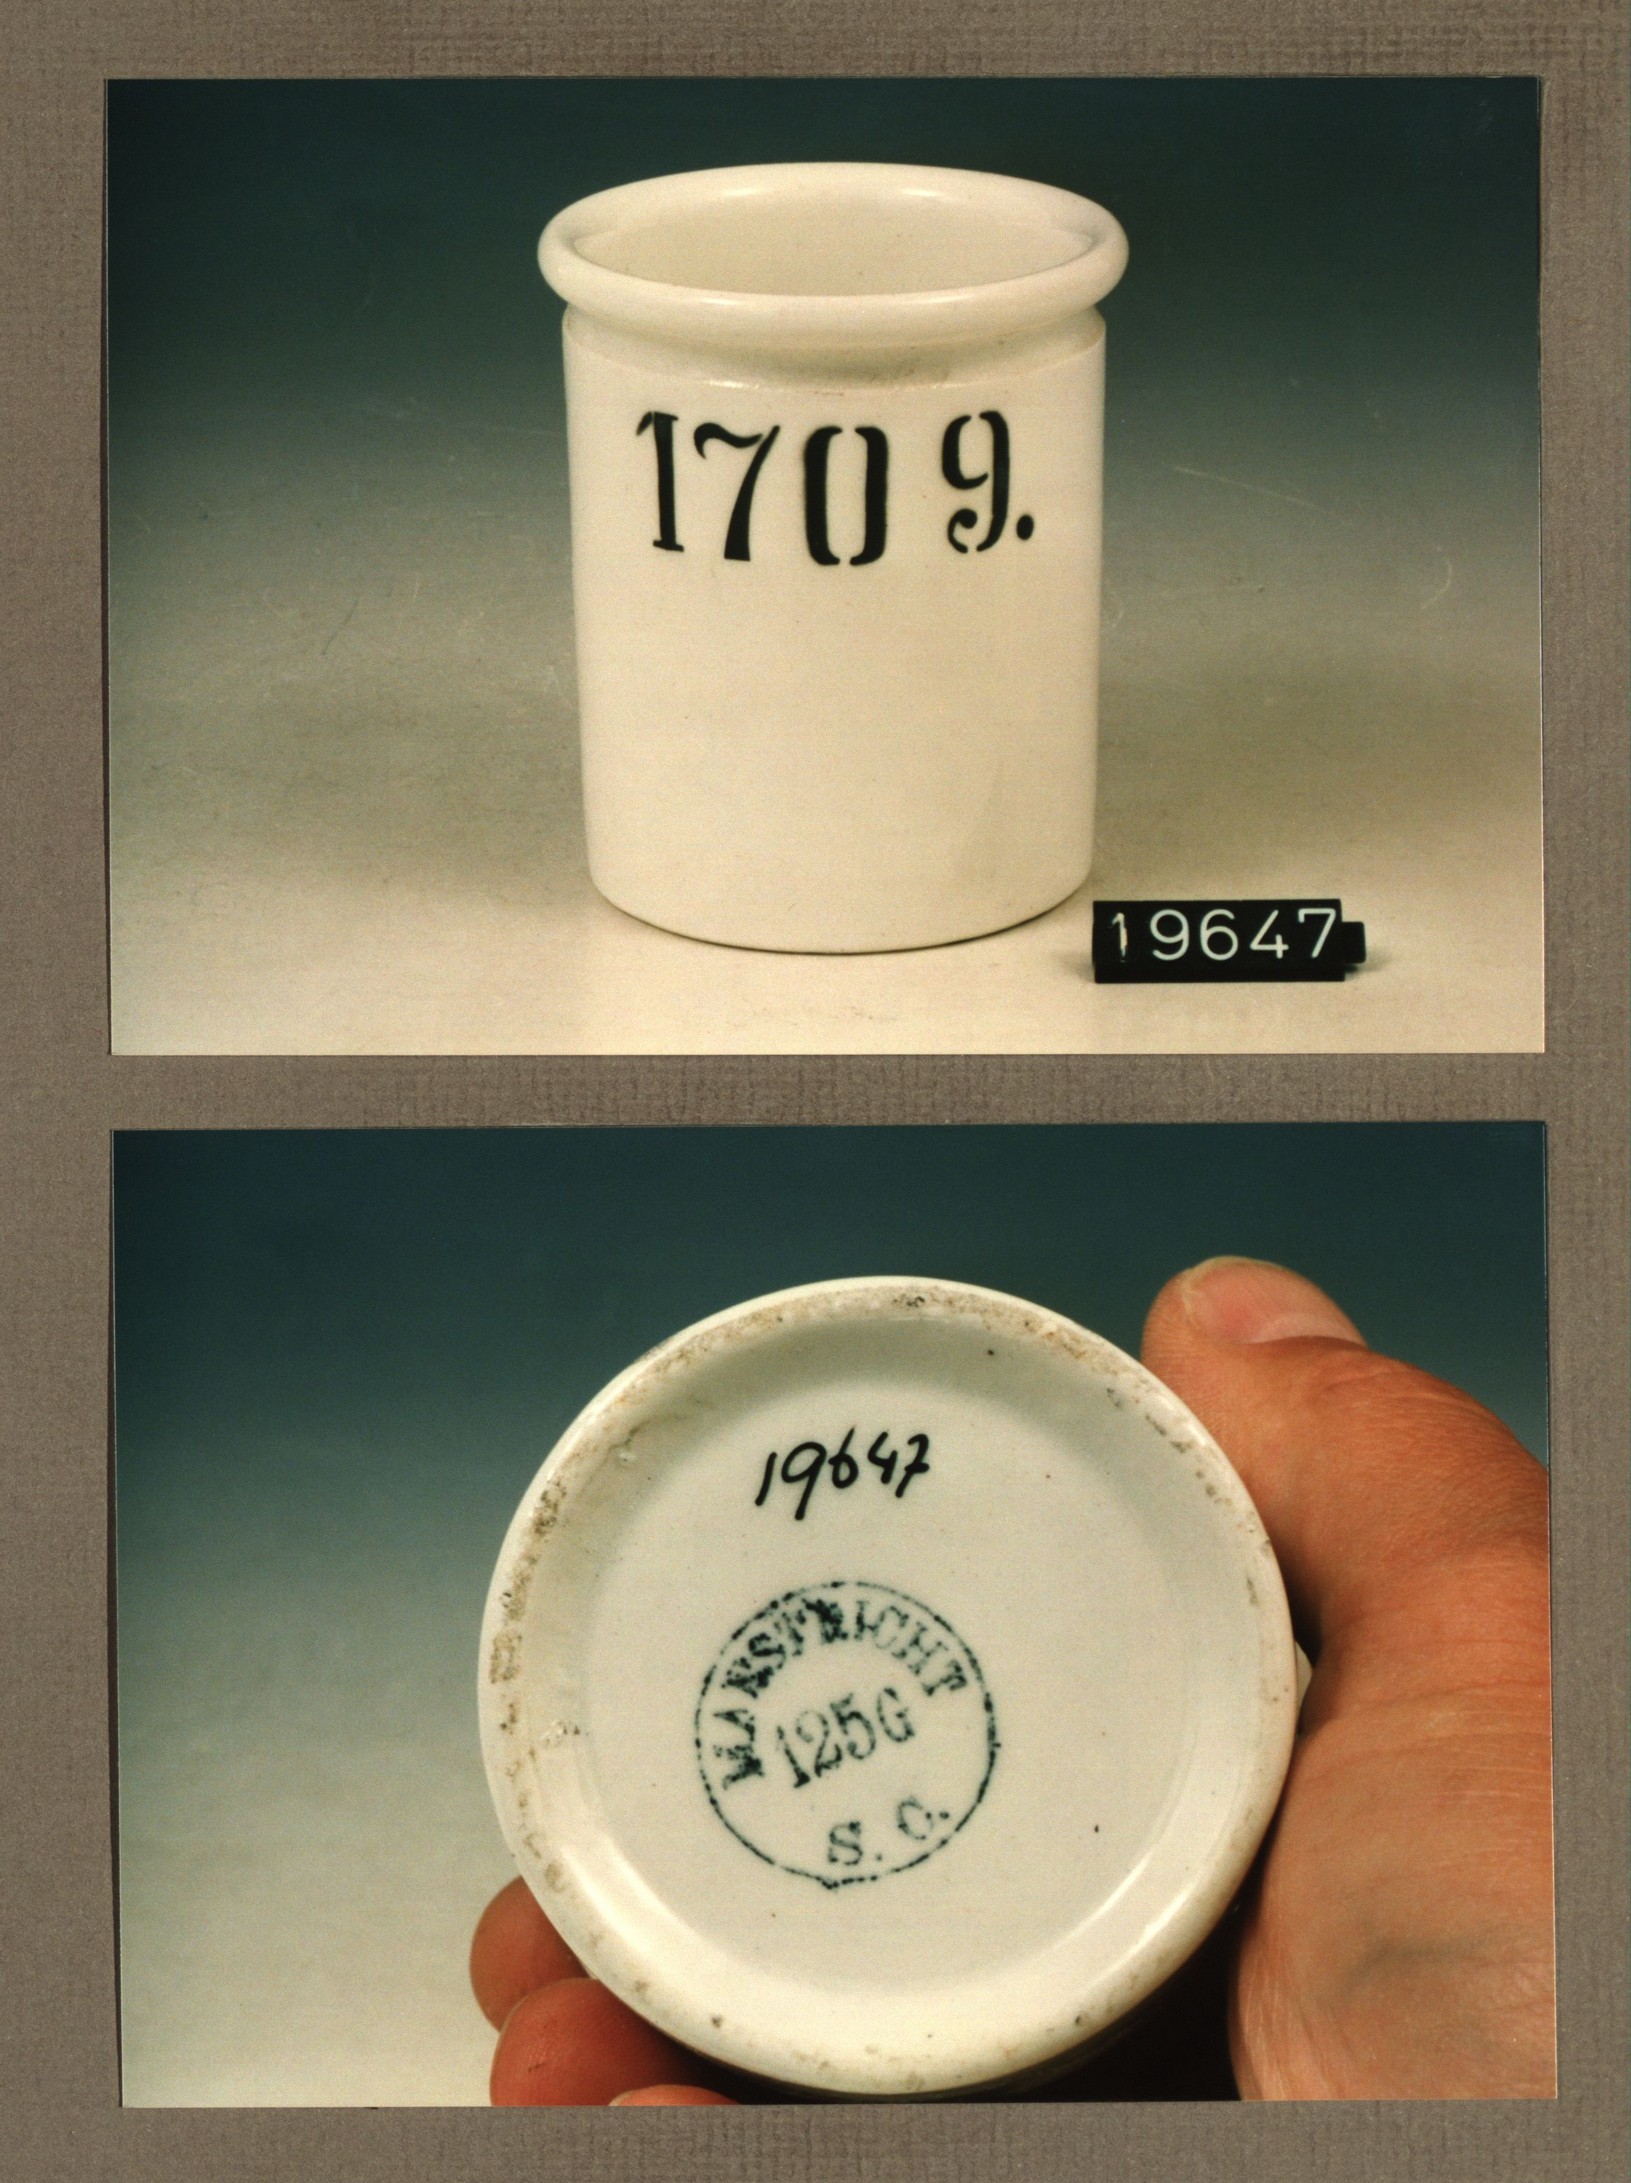 1709.
19647
19647
MAASTRICHT
125G
S. C.